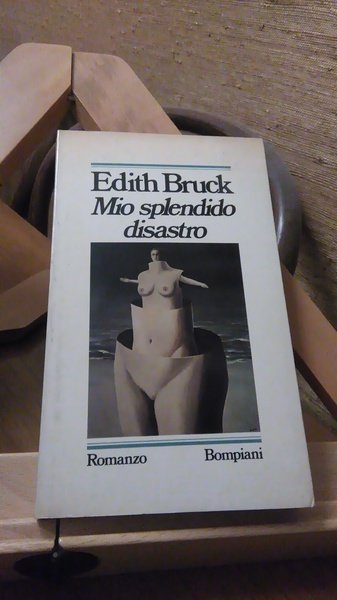 Edith Bruck
Mio splendido
disastro
Romanzo Bompiani